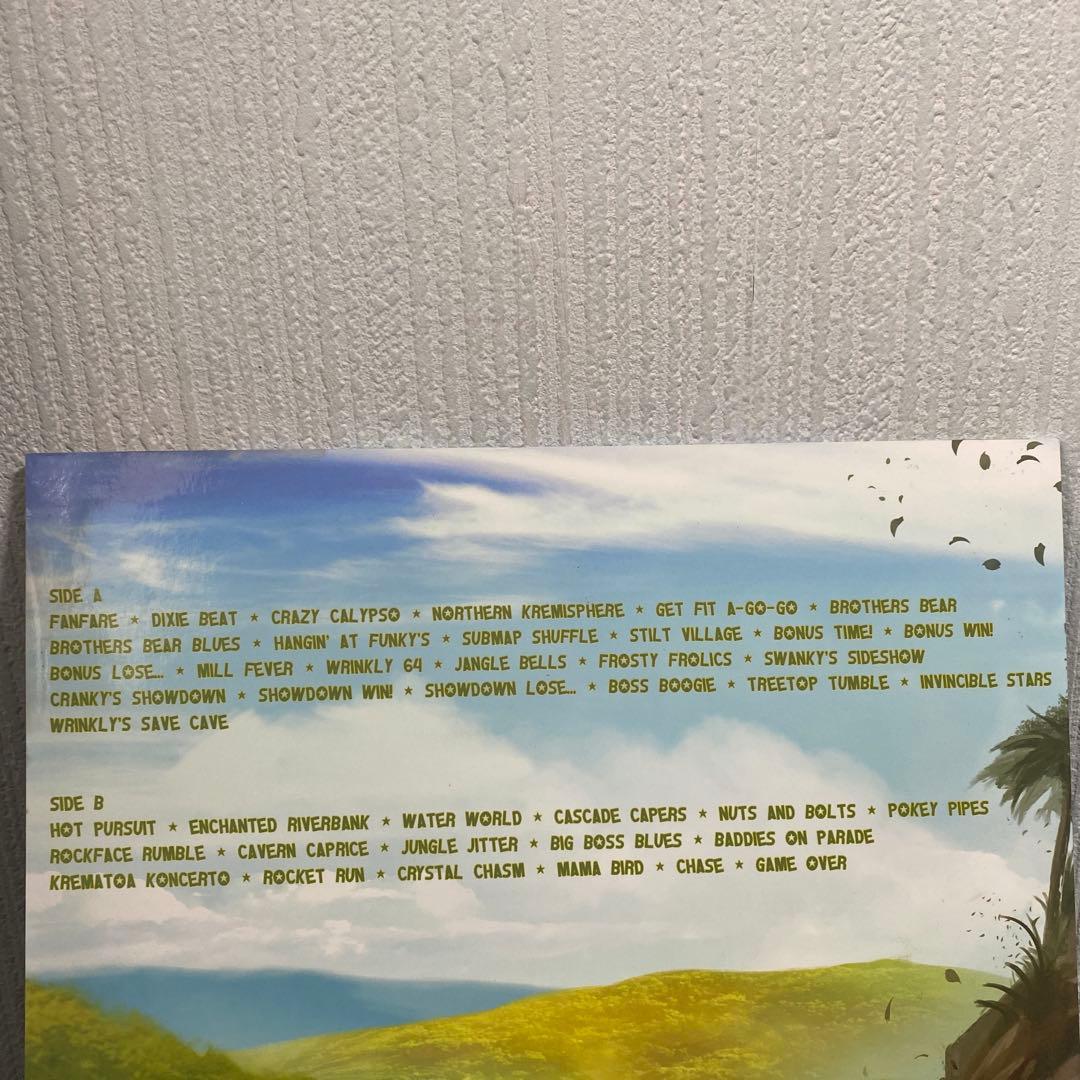 SIDE A
FANFARE ★ DIXIE BEAT ★ CRAZY CALYPSO ★ NORTHERN KREMISPHERE ★ GET FIT A-GO-GO ★ BROTHERS BEAR
BROTHERS BEAR BLUES ★ HANGIN' AT FUNKY'S ★ SUBMAP SHUFFLE ★ STILT VILLAGE ★ BONUS TIME! ★ BONUS WIN!
BONUS LOSE... ★ MILL FEVER ★ WRINKLY 64 ★ JANGLE BELLS ★ FROSTY FROLICS ★ SWANKY'S SIDESHOW
CRANKY'S SHOWDOWN ★ SHOWDOWN WIN! ★ SHOWDOWN LOSE... ★ BOSS BOOGIE ★ TREETOP TUMBLE ★ INVINCIBLE STARS
WRINKLY'S SAVE CAVE
SIDE B
HOT PURSUIT ★ ENCHANTED RIVERBANK ★ WATER WORLD ★ CASCADE CAPERS ★ NUTS AND BOLTS ★ POKEY PIPES
ROCKFACE RUMBLE ★ CAVERN CAPRICE ★ JUNGLE JITTER ★ BIG BOSS BLUES ★ BADDIES ON PARADE
KREMATOA KONCERTO ★ ROCKET RUN ★ CRYSTAL CHASM ★ MAMA BIRD ★ CHASE ★ GAME OVER